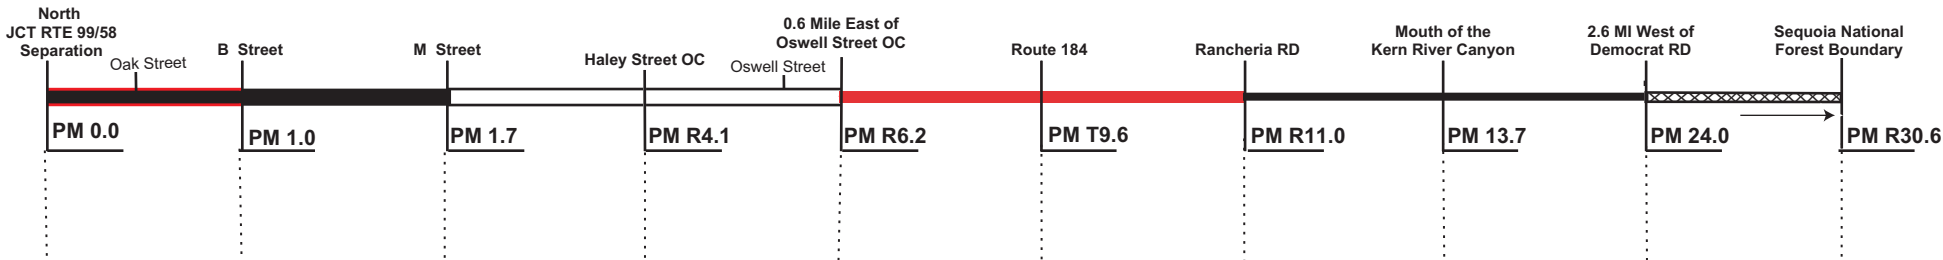 North
JCT RTE 99/58
Separation
Oak Street
B Street
M Street
Haley Street OC
Oswell Street
0.6 Mile East of
Oswell Street OC
Route 184
Rancheria RD
Mouth of the
Kern River Canyon
2.6 MI West of
Democrat RD
Sequoia National
Forest Boundary
PM 0.0
PM 1.0
PM 1.7
PM R4.1
PM R6.2
PM T9.6
PM R11.0
PM 13.7
PM 24.0
PM R30.6